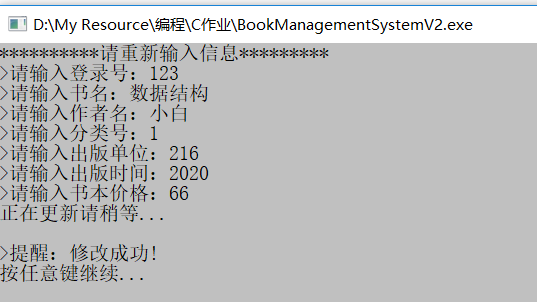 D:\My Resource\编程\C作业\BookManagementSystemV2.exe
**********请重新输入信息*********
>请输入登录号：123
>请输入书名：数据结构
>请输入作者名：小白
>请输入分类号：1
>请输入出版单位：216
>请输入出版时间：2020
>请输入书本价格：66
正在更新请稍等...
>提醒：修改成功!
按任意键继续...